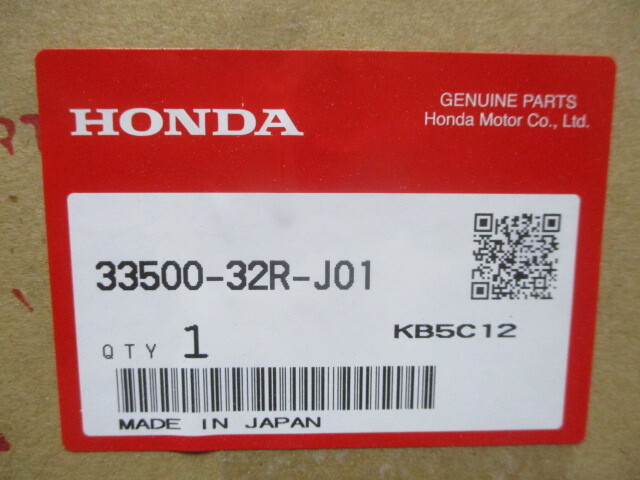 HONDA
GENUINE PARTS
Honda Motor Co., Ltd.
33500-32R-J01
QTY 1
KB5C12
MADE IN JAPAN